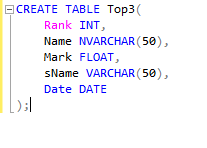 CREATE TABLE Top3(
Rank INT,
Name NVARCHAR(50),
Mark FLOAT,
sName VARCHAR(50),
Date DATE
);